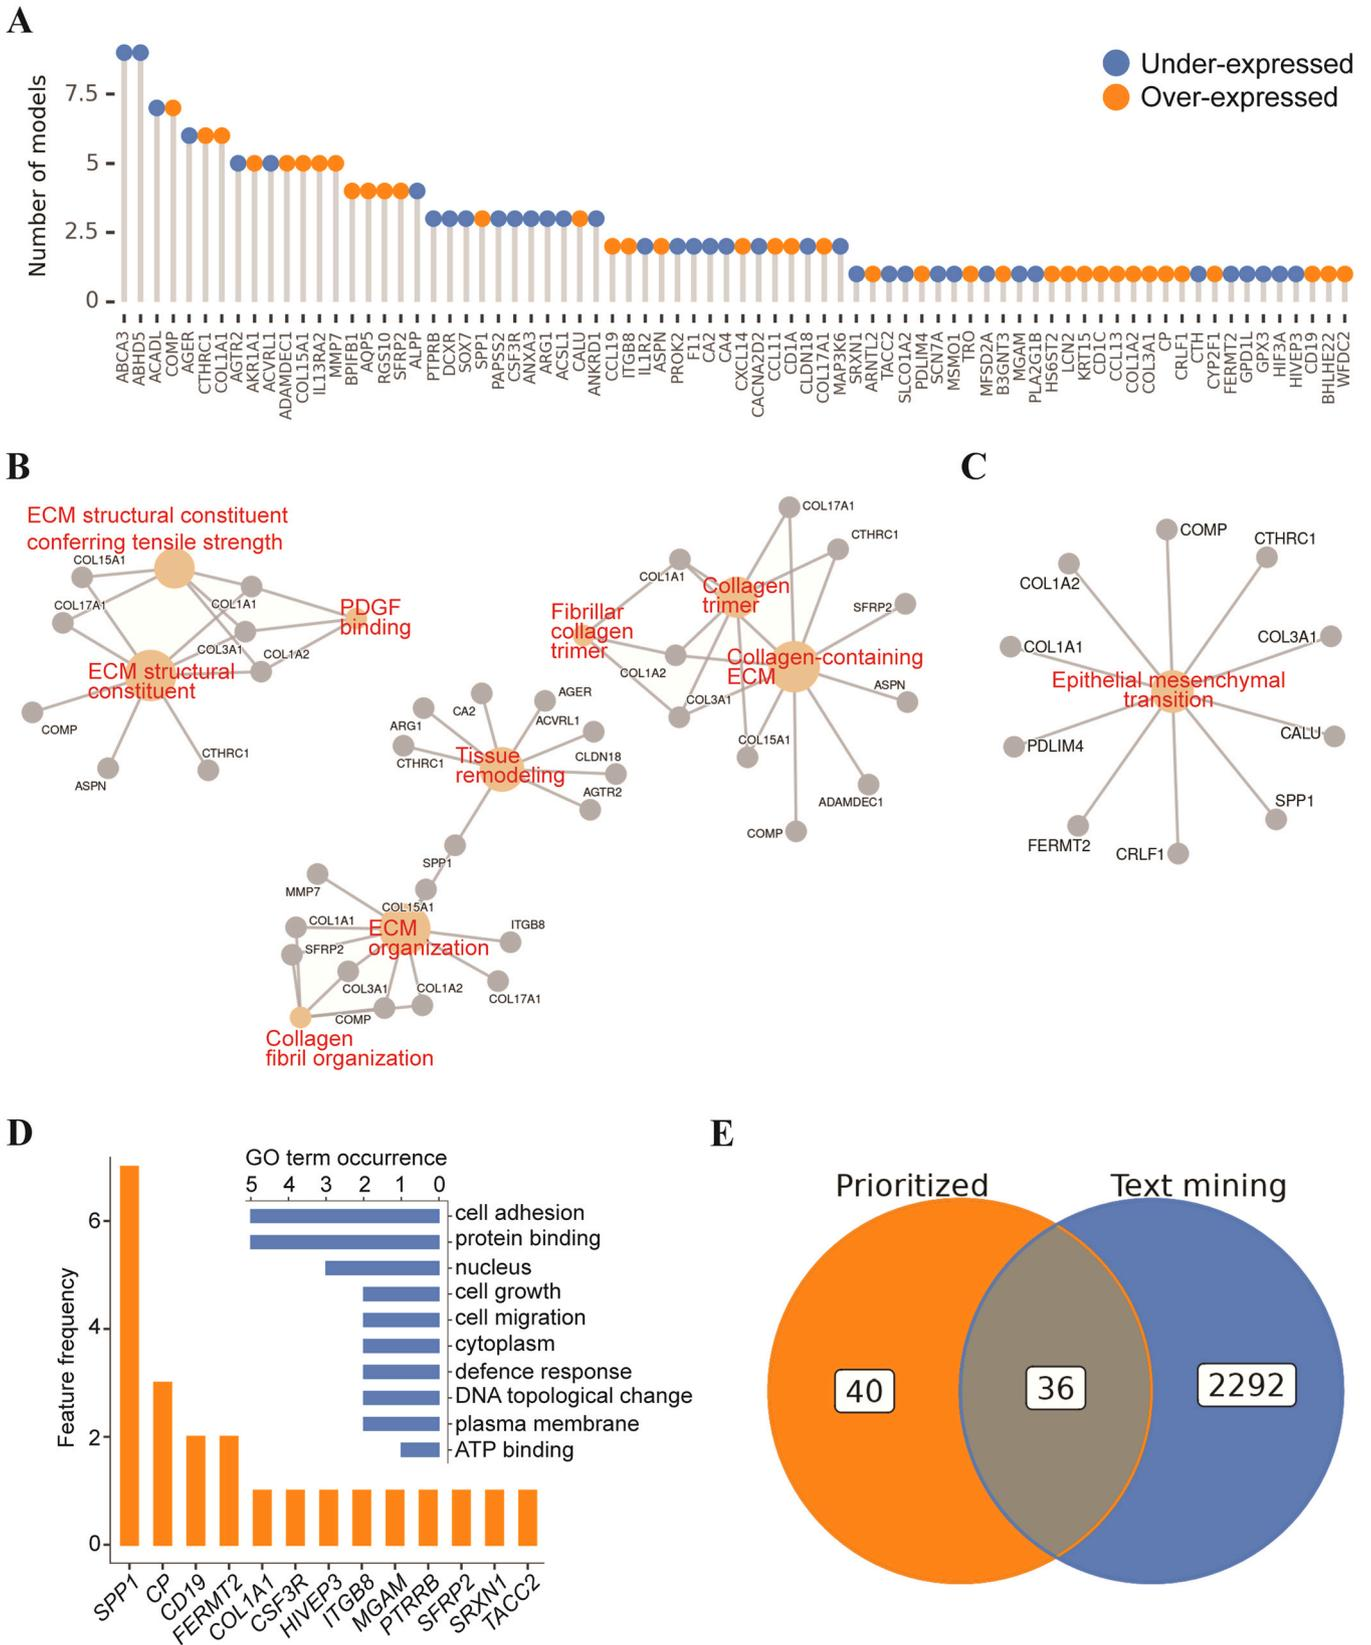 A
Number of models
7.5
5
2.5
0
Under-expressed
Over-expressed
ABCA3
ABHD5
ACADL
COMP
AGER
CTHRC1
COL1A1
AGTR2
AKR1A1
ACVRL1
ADAMDEC1
COL15A1
IL13RA2
MMP7
BPIFB1
AQP5
RGS10
SFRP2
ALPP
PTPRB
DCXR
SOX7
SPP1
PAPSS2
CSF3R
ANXA3
ARG1
ACSL1
CALU
ANKRD1
CCL19
ITGB8
IL1R2
ASPN
PROK2
F11
CA2
CA4
CXCL14
CACNA2D2
CCL11
CD1A
CLDN18
COL17A1
MAP3K6
SRXN1
ARNTL2
TACC2
SLCO1A2
PDLIM4
SCN7A
MSMO1
TRO
MFSD2A
B3GNT3
MGAM
PLA2G1B
HS6ST2
LCN2
KRT15
CD1C
CCL13
COL1A2
COL3A1
CP
CRLF1
CTH
CYP2F1
FERMT2
GPD1L
GPX3
HIF3A
HIVEP3
CD19
BHLHE22
WFDC2
B
ECM structural constituent
conferring tensile strength
COL15A1
COL17A1
COL1A1
PDGF
binding
COL3A1
COL1A2
ECM structural
constituent
COMP
ASPN
CTHRC1
COL17A1
CTHRC1
COL1A1
Collagen
trimer
Fibrillar
collagen
trimer
SFRP2
Collagen-containing
ECM
COL1A2
ASPN
COL3A1
COL15A1
ADAMDEC1
COMP
CA2
AGER
ARG1
ACVRL1
CTHRC1
Tissue
remodeling
CLDN18
AGTR2
SPP1
MMP7
COL15A1
COL1A1
ECM
organization
ITGB8
SFRP2
COL3A1
COL1A2
COL17A1
COMP
Collagen
fibril organization
C
COMP
CTHRC1
COL1A2
COL3A1
COL1A1
Epithelial mesenchymal
transition
CALU
PDLIM4
SPP1
FERMT2
CRLF1
D
Feature frequency
6
4
2
0
SPP1
CP
CD19
FERMT2
COL1A1
CSF3R
HIVEP3
ITGB8
MGAM
PTRRB
SFRP2
SRXN1
TACC2
GO term occurrence
5 4 3 2 1 0
cell adhesion
protein binding
nucleus
cell growth
cell migration
cytoplasm
defence response
DNA topological change
plasma membrane
ATP binding
E
Prioritized
Text mining
40
36
2292